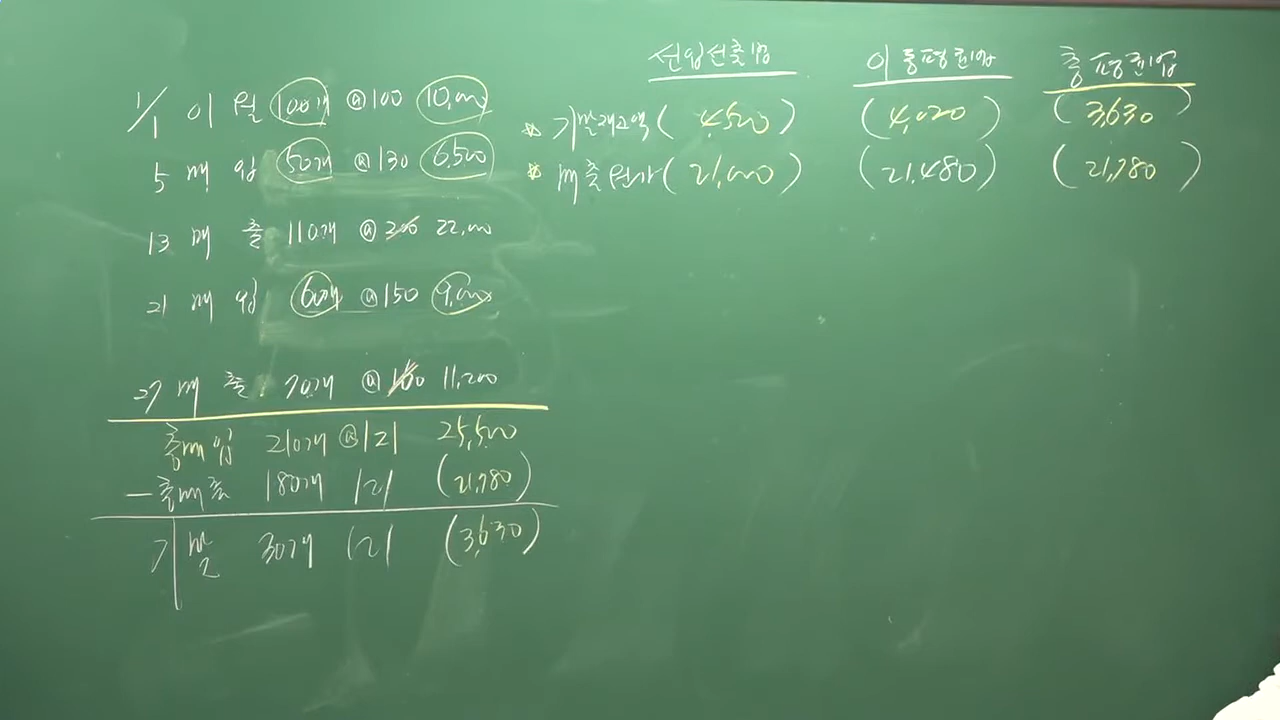 선입선출법 이동평균법 총평균법
1/1 이월 100개 @100 10,000
☆ 기말재고액 ( 4,500 ) ( 4,020 ) ( 3,630 )
5 매입 50개 @130 6,500
☆ 매출원가 ( 21,000 ) ( 21,480 ) ( 21,780 )
13 매출 110개 @200 22,000
21 매입 60개 @150 9,000
27 매출 70개 @160 11,200
총매입 210개 @121 25,500
- 총매출 180개 121 (21,780)
기말 30개 121 (3,630)